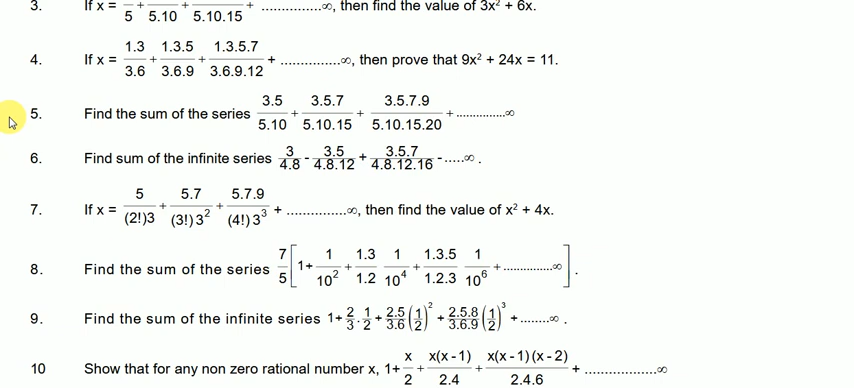 3. If x = /5 + /5.10 + /5.10.15 + ...............∞, then find the value of 3x² + 6x.
4. If x = 1.3/3.6 + 1.3.5/3.6.9 + 1.3.5.7/3.6.9.12 + ...............∞, then prove that 9x² + 24x = 11.
5. Find the sum of the series 3.5/5.10 + 3.5.7/5.10.15 + 3.5.7.9/5.10.15.20 + ...............∞
6. Find sum of the infinite series 3/4.8 - 3.5/4.8.12 + 3.5.7/4.8.12.16 - .....∞ .
7. If x = 5/(2!)3 + 5.7/(3!)3² + 5.7.9/(4!)3³ + ...............∞, then find the value of x² + 4x.
8. Find the sum of the series 7/5 [1 + 1/10² + 1.3/1.2 1/10⁴ + 1.3.5/1.2.3 1/10⁶ + ...............∞] .
9. Find the sum of the infinite series 1 + 2/3 . 1/2 + 2.5/3.6 (1/2)² + 2.5.8/3.6.9 (1/2)³ + ........∞ .
10 Show that for any non zero rational number x, 1 + x/2 + x(x - 1)/2.4 + x(x - 1)(x - 2)/2.4.6 + ...................∞